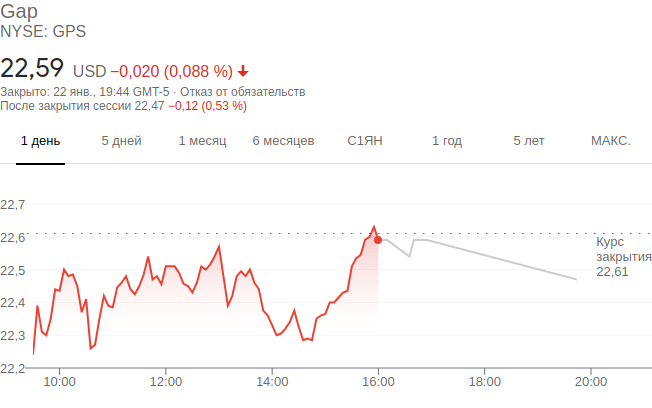 Gap
NYSE: GPS
22,59 USD −0,020 (0,088 %)
Закрыто: 22 янв., 19:44 GMT-5 · Отказ от обязательств
После закрытия сессии 22,47 −0,12 (0,53 %)
1 день 5 дней 1 месяц 6 месяцев С1ЯН 1 год 5 лет МАКС.
22,7
22,6
22,5
22,4
22,3
22,2
Курс
закрытия
22,61
10:00 12:00 14:00 16:00 18:00 20:00